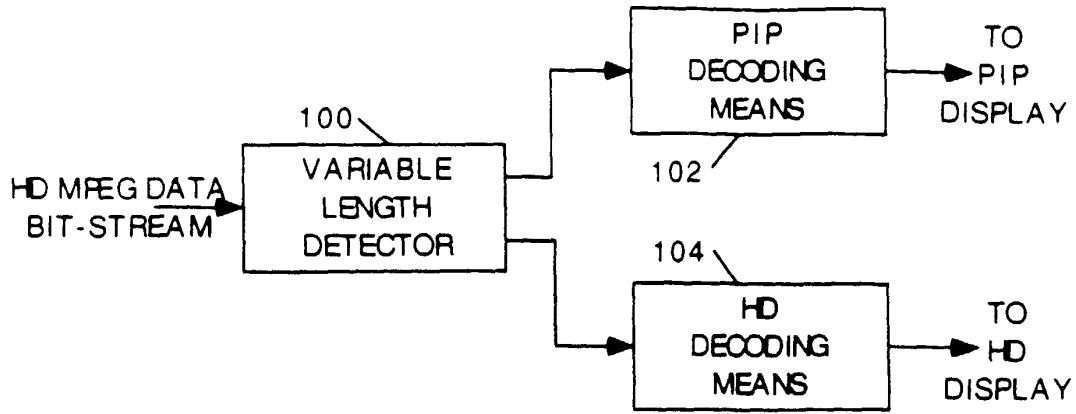 HD MPEG DATA
BIT-STREAM
100
VARIABLE
LENGTH
DETECTOR
PIP
DECODING
MEANS
102
TO
PIP
DISPLAY
104
HD
DECODING
MEANS
TO
HD
DISPLAY